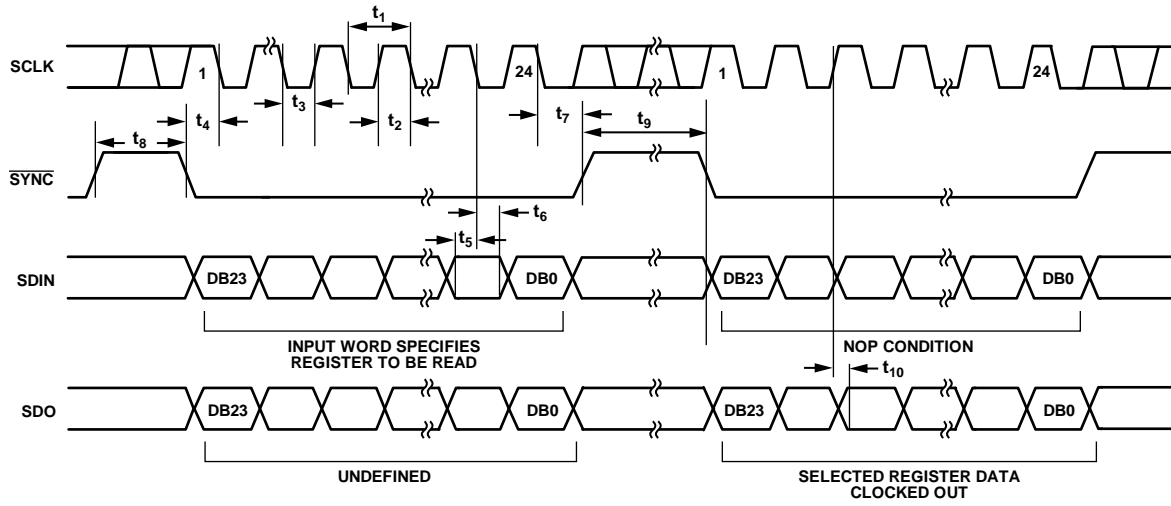 t1
SCLK
1
24
1
24
t3
t4
t2
t7
t9
t8
SYNC
t6
t5
SDIN
DB23
DB0
DB23
DB0
INPUT WORD SPECIFIES
REGISTER TO BE READ
NOP CONDITION
t10
SDO
DB23
DB0
DB23
DB0
UNDEFINED
SELECTED REGISTER DATA
CLOCKED OUT